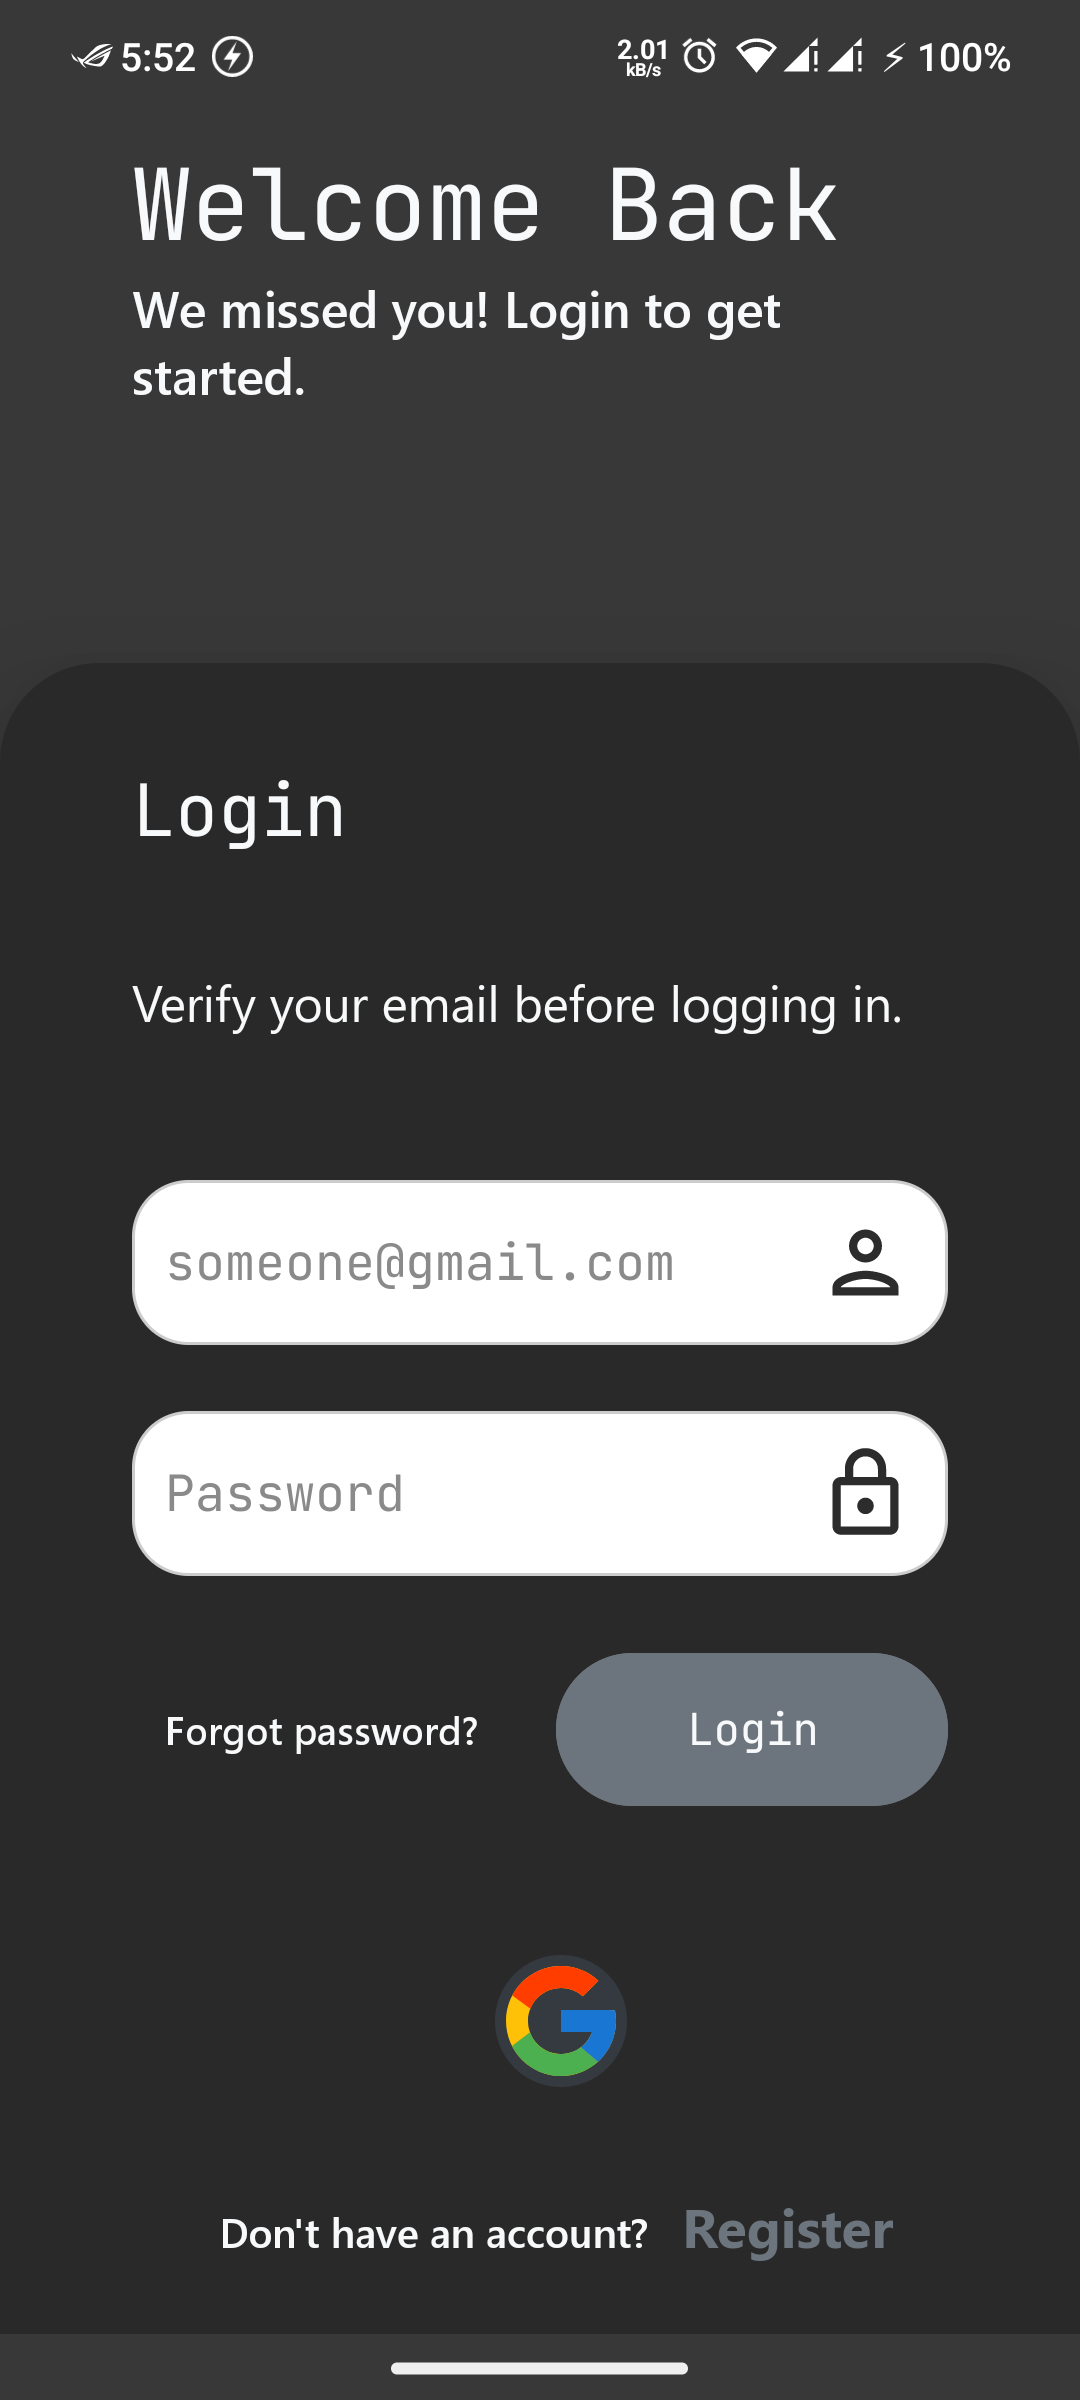 5:52 2.01 kB/s 100%
Welcome Back
We missed you! Login to get
started.
Login
Verify your email before logging in.
someone@gmail.com
Password
Forgot password? Login
Don't have an account? Register